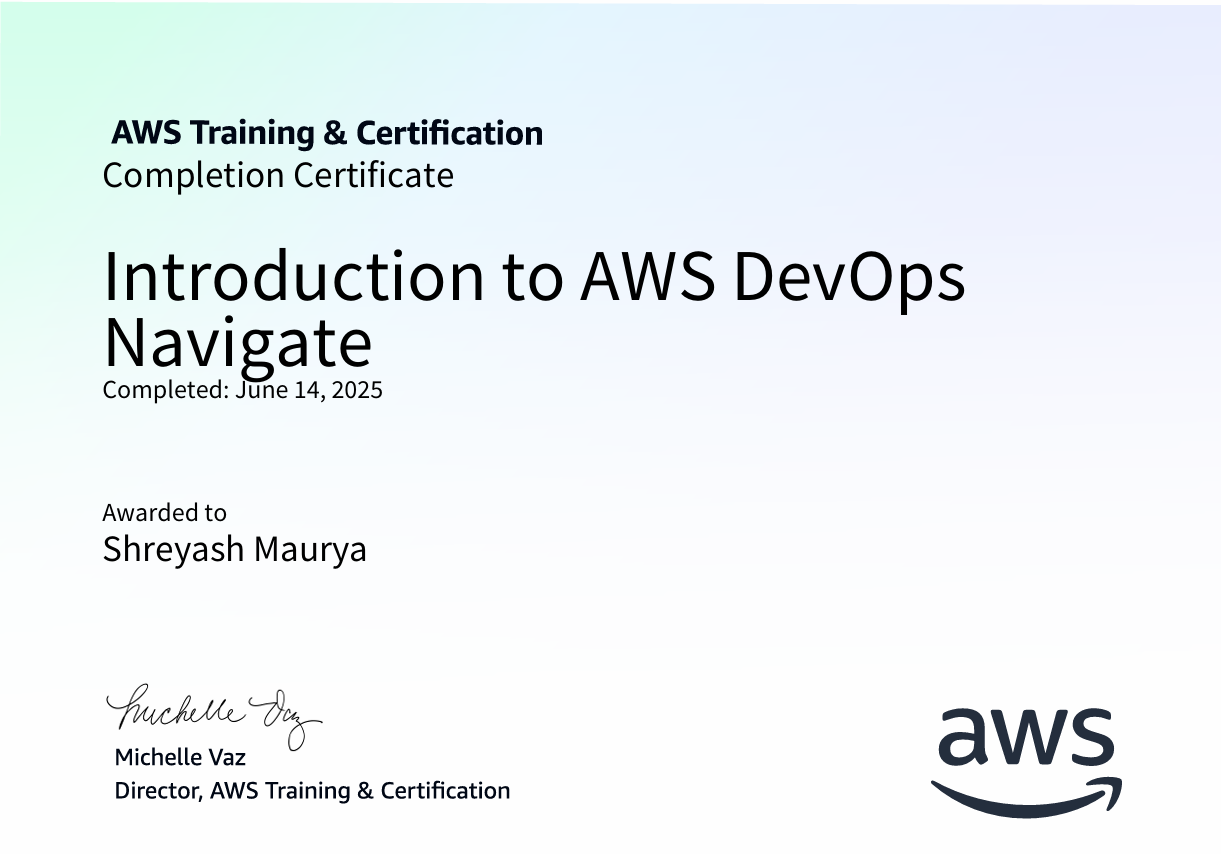 AWS Training & Certification
Completion Certificate
Introduction to AWS DevOps
Navigate
Completed: June 14, 2025
Awarded to
Shreyash Maurya
Michelle Vaz
Michelle Vaz
Director, AWS Training & Certification
aws